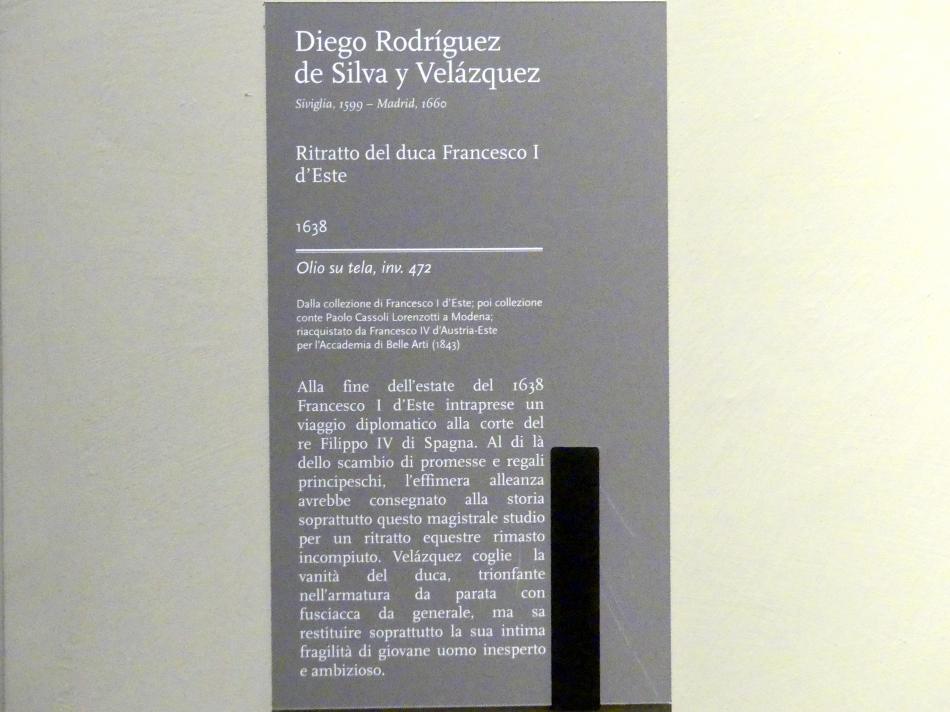 Diego Rodríguez
de Silva y Velázquez
Siviglia, 1599 – Madrid, 1660
Ritratto del duca Francesco I
d'Este
1638
Olio su tela, inv. 472
Dalla collezione di Francesco I d'Este; poi collezione
conte Paolo Cassoli Lorenzotti a Modena;
riacquistato da Francesco IV d'Austria-Este
per l'Accademia di Belle Arti (1843)
Alla fine dell'estate del 1638
Francesco I d'Este intraprese un
viaggio diplomatico alla corte del
re Filippo IV di Spagna. Al di là
dello scambio di promesse e regali
principeschi, l'effimera alleanza
avrebbe consegnato alla storia
soprattutto questo magistrale studio
per un ritratto equestre rimasto
incompiuto. Velázquez coglie la
vanità del duca, trionfante
nell'armatura da parata con
fusciacca da generale, ma sa
restituire soprattutto la sua intima
fragilità di giovane uomo inesperto
e ambizioso.